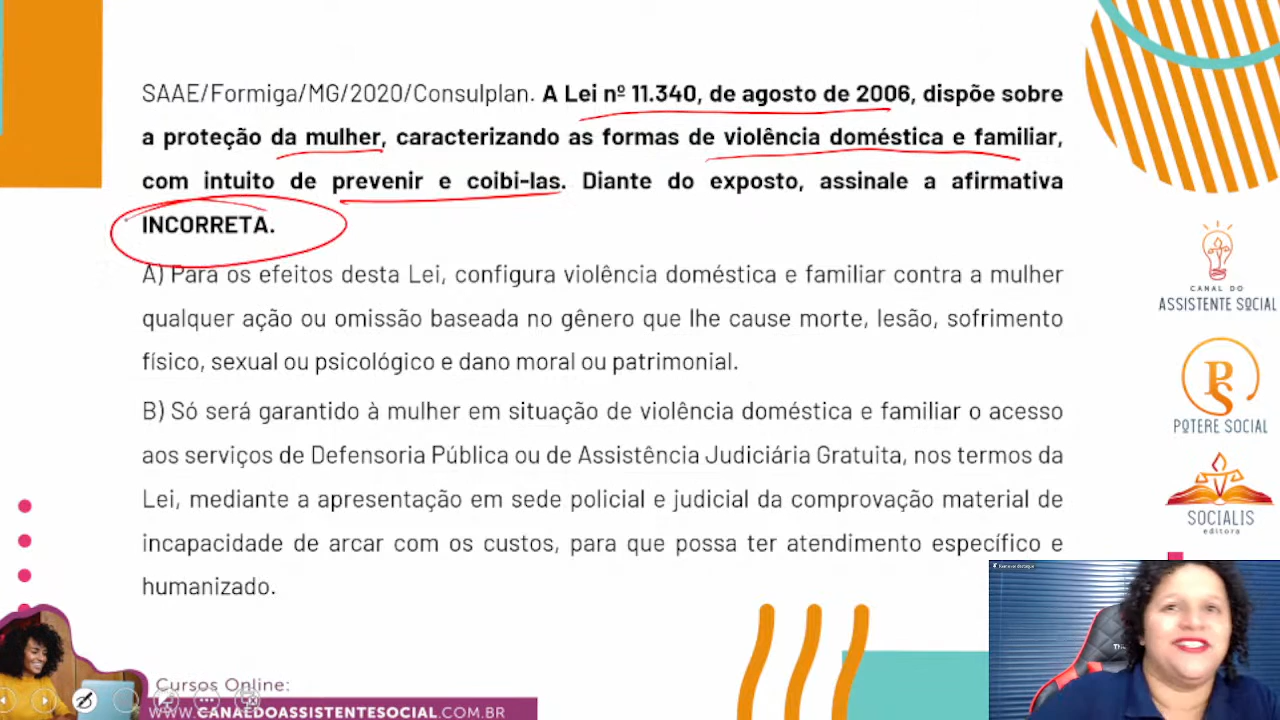 SAAE/Formiga/MG/2020/Consulplan. A Lei nº 11.340, de agosto de 2006, dispõe sobre
a proteção da mulher, caracterizando as formas de violência doméstica e familiar,
com intuito de prevenir e coibi-las. Diante do exposto, assinale a afirmativa
INCORRETA.
A) Para os efeitos desta Lei, configura violência doméstica e familiar contra a mulher
qualquer ação ou omissão baseada no gênero que lhe cause morte, lesão, sofrimento
físico, sexual ou psicológico e dano moral ou patrimonial.
B) Só será garantido à mulher em situação de violência doméstica e familiar o acesso
aos serviços de Defensoria Pública ou de Assistência Judiciária Gratuita, nos termos da
Lei, mediante a apresentação em sede policial e judicial da comprovação material de
incapacidade de arcar com os custos, para que possa ter atendimento específico e
humanizado.
CANAL DO
ASSISTENTE SOCIAL
PS
POTERE SOCIAL
SOCIALIS
editora
Remover destaque
Cursos Online:
WWW.CANALDOASSISTENTESOCIAL.COM.BR